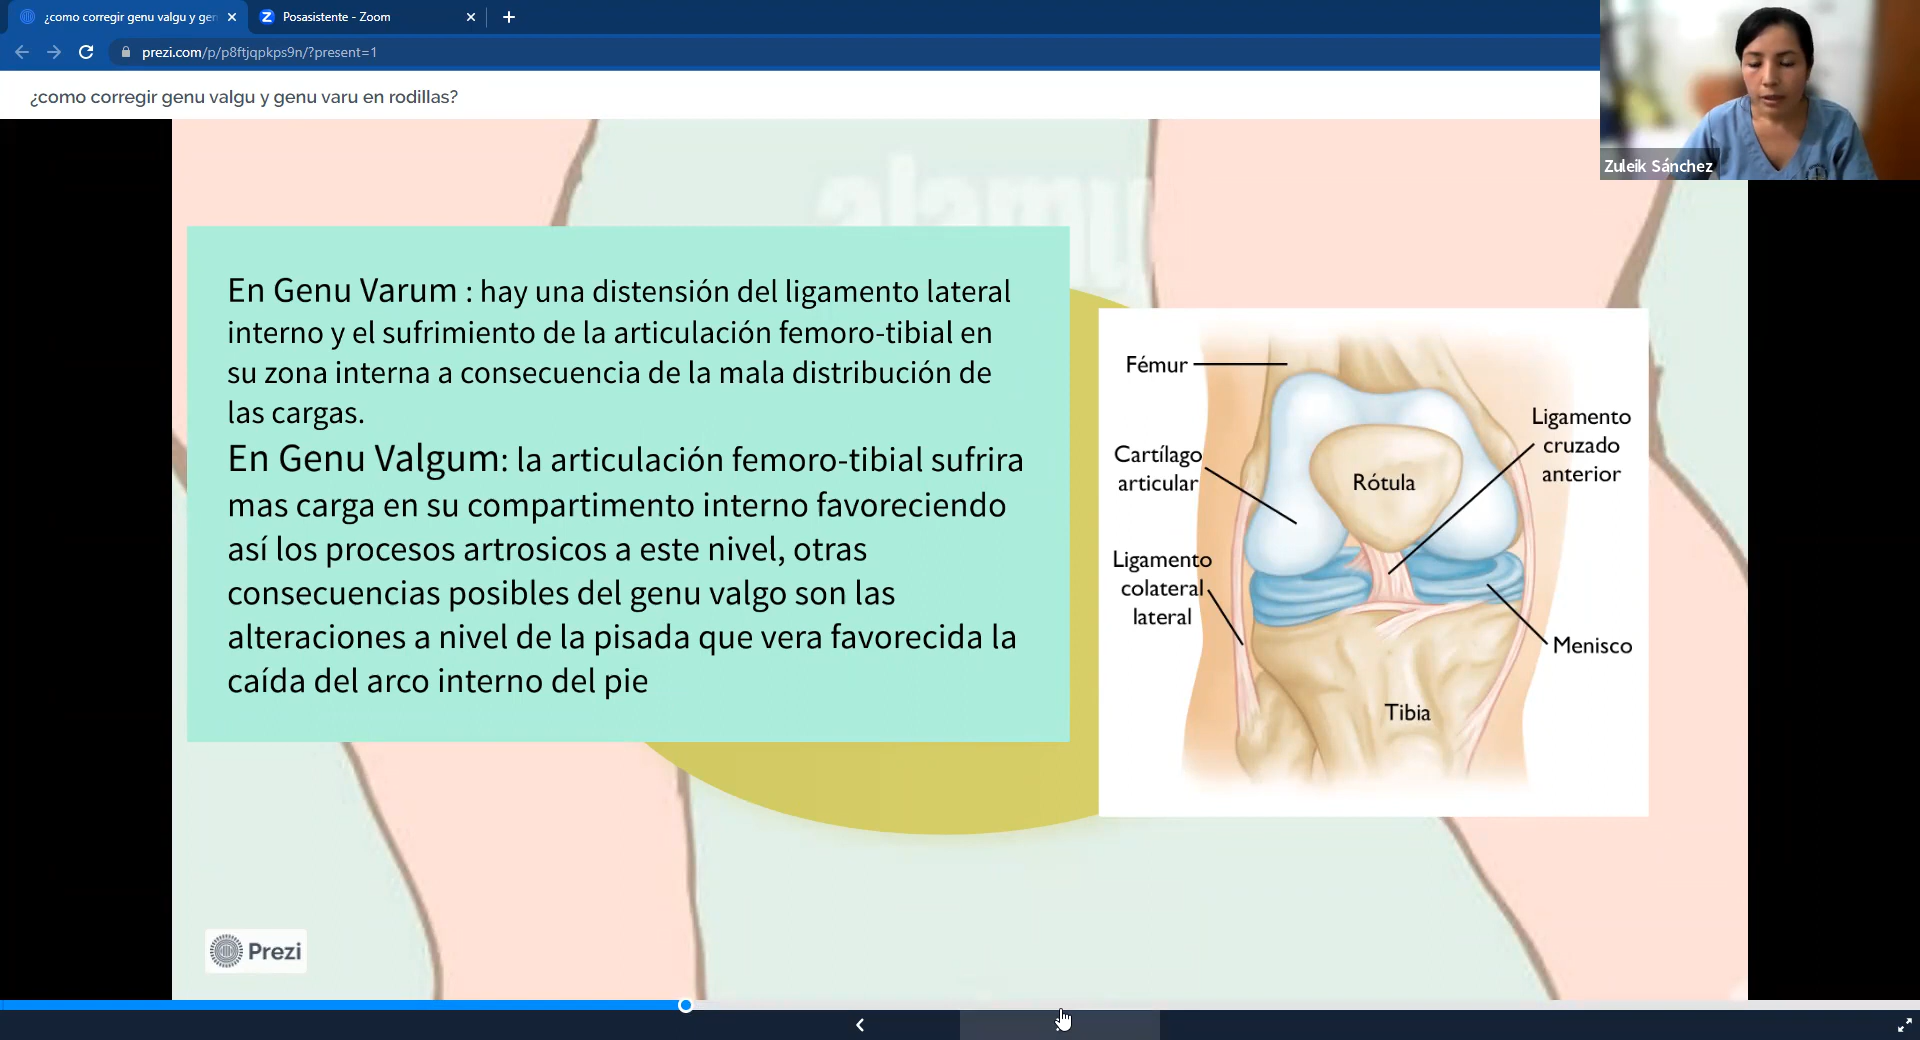 ¿como corregir genu valgu y gen
Posasistente - Zoom
prezi.com/p/p8ftjqpkps9n/?present=1
¿como corregir genu valgu y genu varu en rodillas?
Zuleik Sánchez
En Genu Varum : hay una distensión del ligamento lateral
interno y el sufrimiento de la articulación femoro-tibial en
su zona interna a consecuencia de la mala distribución de
las cargas.
En Genu Valgum: la articulación femoro-tibial sufrira
mas carga en su compartimento interno favoreciendo
así los procesos artrosicos a este nivel, otras
consecuencias posibles del genu valgo son las
alteraciones a nivel de la pisada que vera favorecida la
caída del arco interno del pie
Fémur
Cartílago
articular
Ligamento
colateral
lateral
Rótula
Ligamento
cruzado
anterior
Menisco
Tibia
Prezi